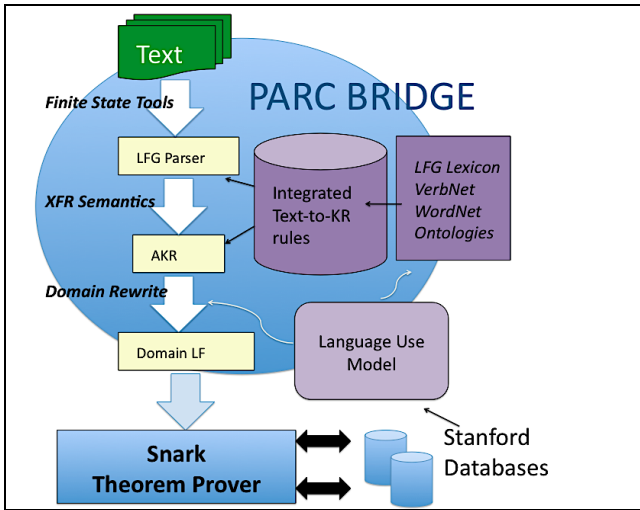 Text
PARC BRIDGE
Finite State Tools
LFG Parser
XFR Semantics
Integrated
Text-to-KR
rules
LFG Lexicon
VerbNet
WordNet
Ontologies
AKR
Domain Rewrite
Domain LF
Language Use
Model
Snark
Theorem Prover
Stanford
Databases